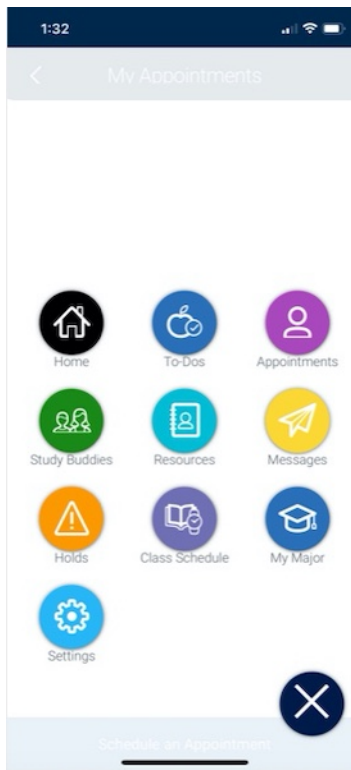 1:32
My Appointments
Home To-Dos Appointments
Study Buddies Resources Messages
Holds Class Schedule My Major
Settings
Schedule an Appointment